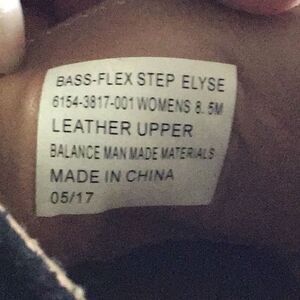 BASS-FLEX STEP ELYSE
6154-3817-001 WOMENS 8.5M
LEATHER UPPER
BALANCE MAN MADE MATERIALS
MADE IN CHINA
05/17